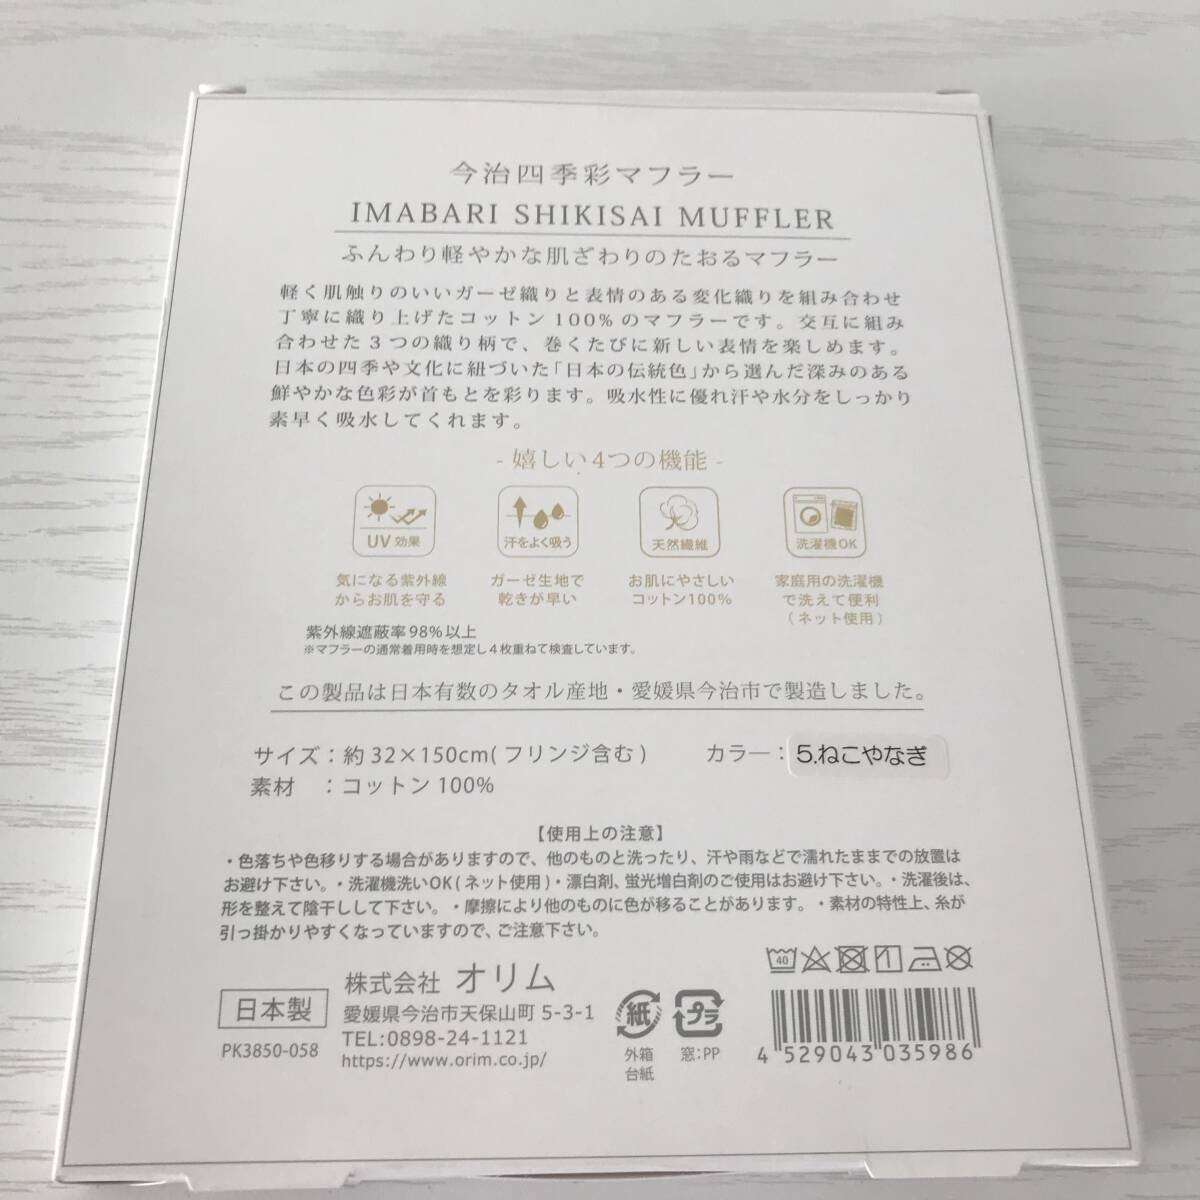 今治四季彩マフラー
IMABARI SHIKISAI MUFFLER
ふんわり軽やかな肌ざわりのたおるマフラー
軽く肌触りのいいガーゼ織りと表情のある変化織りを組み合わせ
丁寧に織り上げたコットン100%のマフラーです。交互に組み
合わせた3つの織り柄で、巻くたびに新しい表情を楽しめます。
日本の四季や文化に紐づいた「日本の伝統色」から選んだ深みのある
鮮やかな色彩が首もとを彩ります。吸水性に優れ汗や水分をしっかり
素早く吸水してくれます。
- 嬉しい4つの機能 -
UV 効果
気になる紫外線
からお肌を守る
汗をよく吸う
ガーゼ生地で
乾きが早い
天然繊維
お肌にやさしい
コットン100%
洗濯機OK
家庭用の洗濯機
で洗えて便利
(ネット使用)
紫外線遮蔽率98%以上
※マフラーの通常着用時を想定し4枚重ねて検査しています。
この製品は日本有数のタオル産地・愛媛県今治市で製造しました。
サイズ：約32×150cm(フリンジ含む) カラー：5.ねこやなぎ
素材 ：コットン100%
【使用上の注意】
・色落ちや色移りする場合がありますので、他のものと洗ったり、汗や雨などで濡れたままでの放置は
お避け下さい。・洗濯機洗いOK(ネット使用)・漂白剤、蛍光増白剤のご使用はお避け下さい。・洗濯後は、
形を整えて陰干しして下さい。・摩擦により他のものに色が移ることがあります。・素材の特性上、糸が
引っ掛かりやすくなっていますので、ご注意下さい。
40
日本製
PK3850-058
株式会社 オリム
愛媛県今治市天保山町 5-3-1
TEL:0898-24-1121
https://www.orim.co.jp/
紙
外箱
台紙
プラ
窓:PP
4 529043 035986